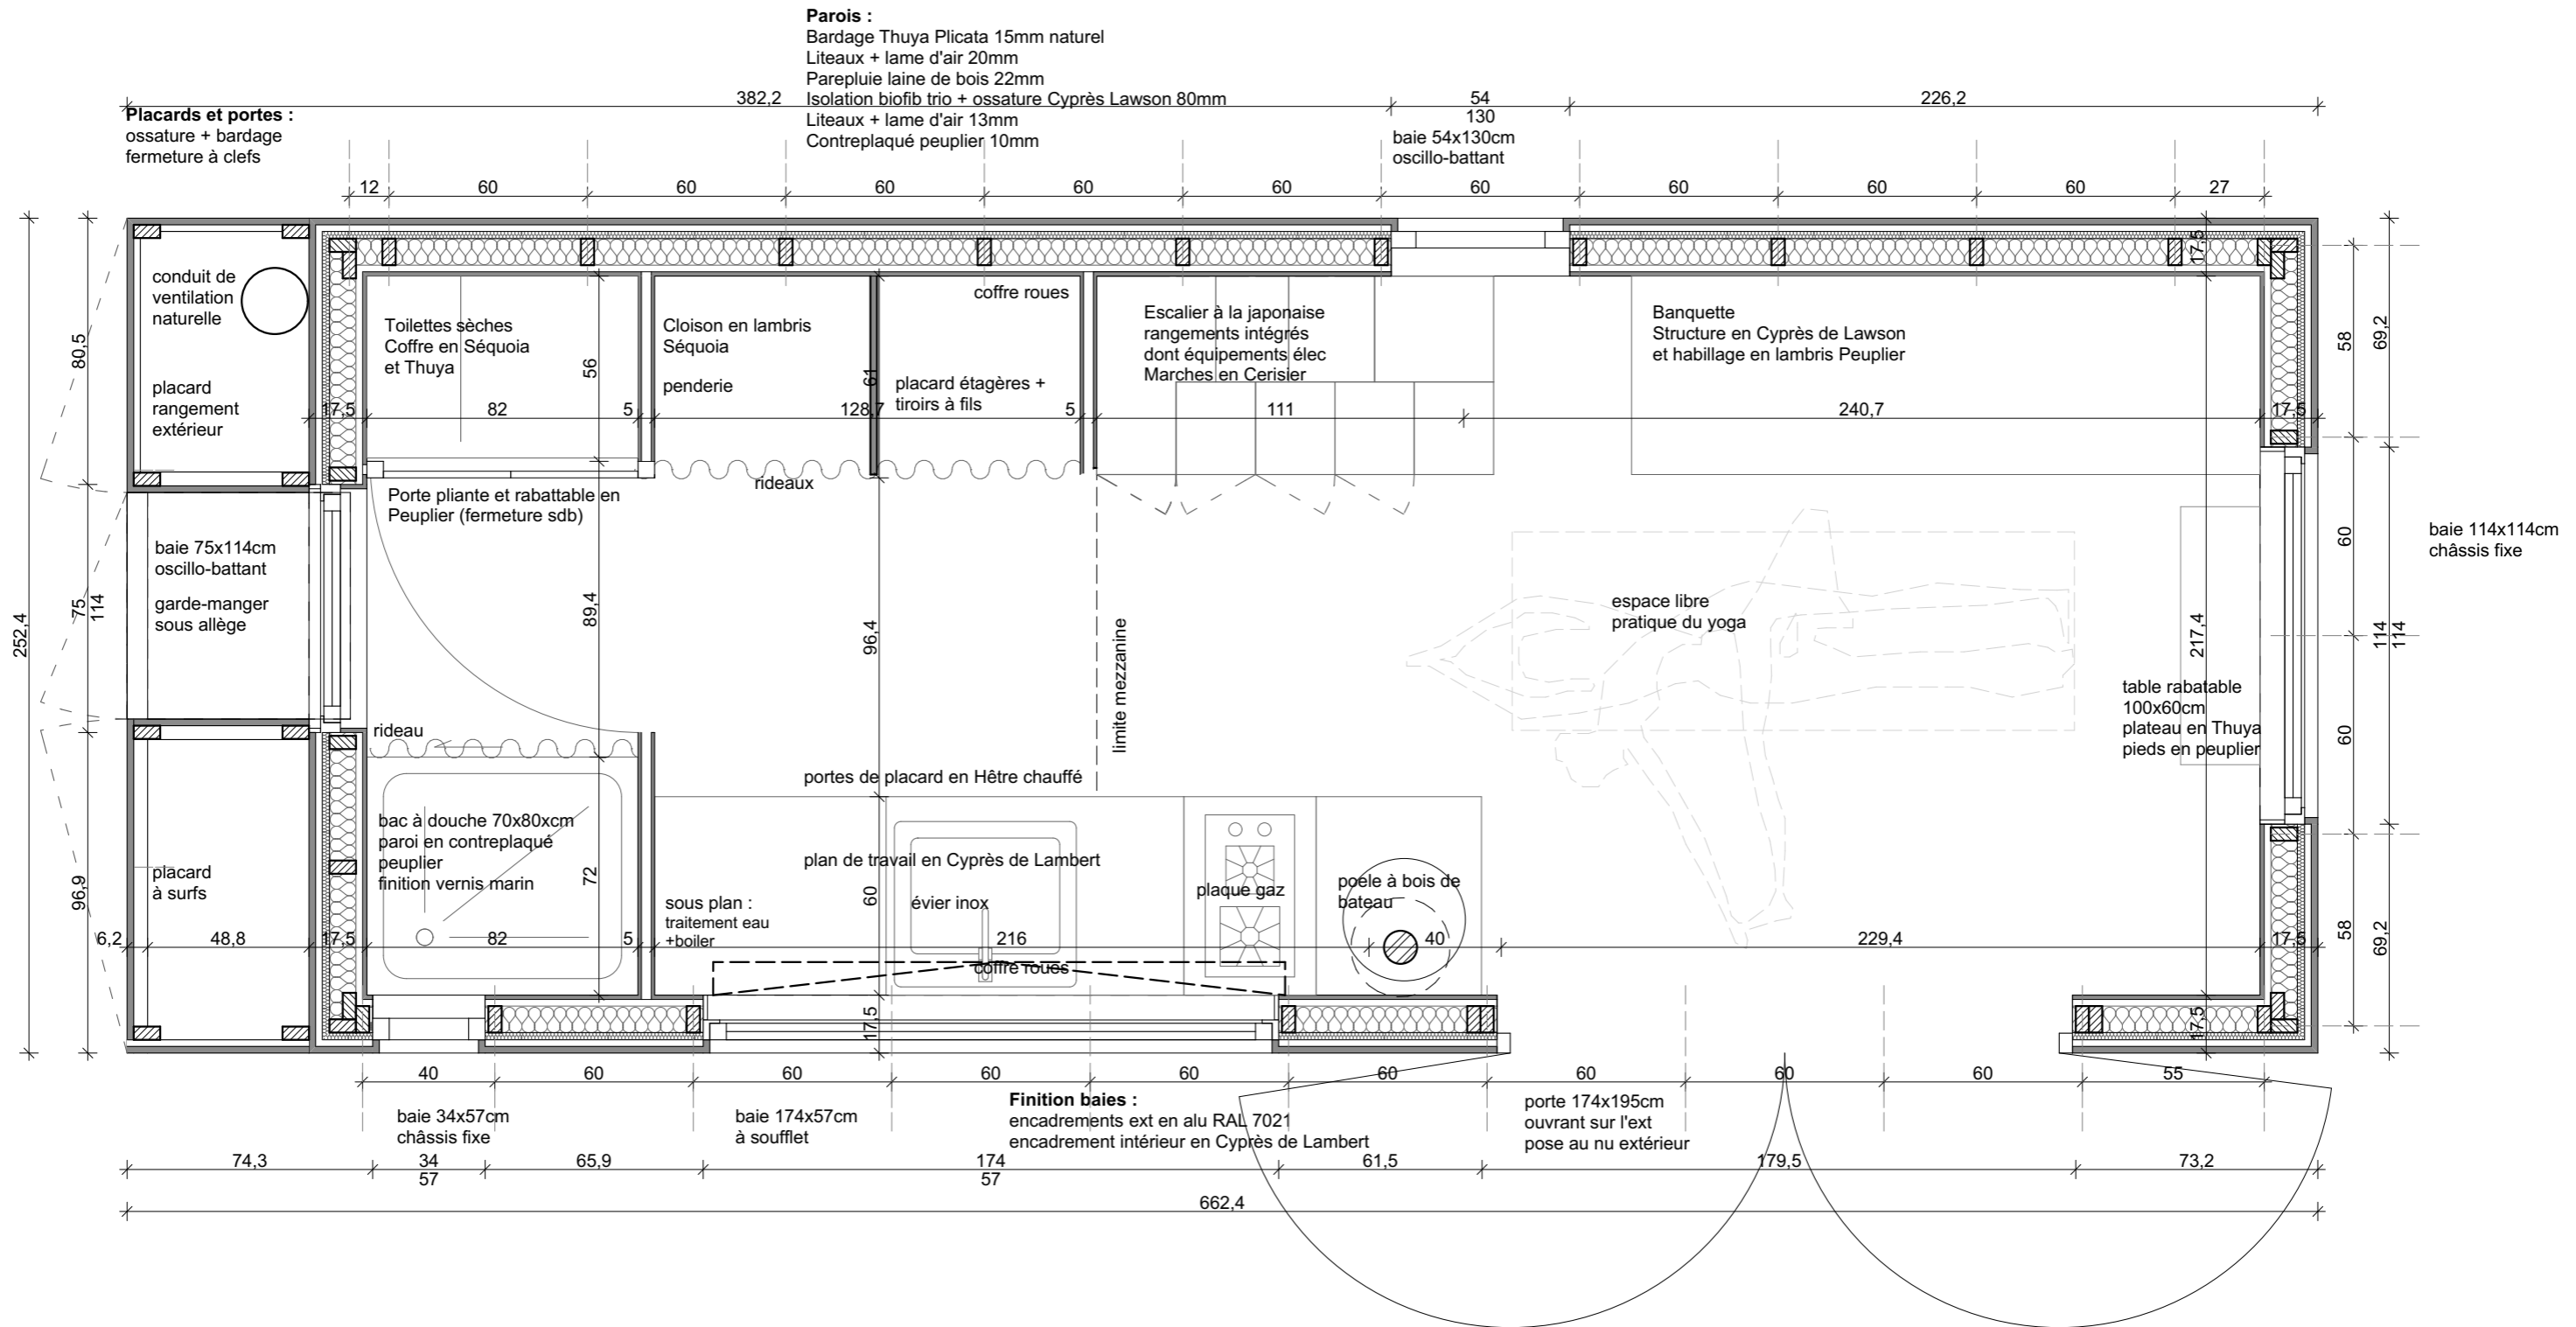 Parois :
Bardage Thuya Plicata 15mm naturel
Liteaux + lame d'air 20mm
Parepluie laine de bois 22mm
Isolation biofib trio + ossature Cyprès Lawson 80mm
Liteaux + lame d'air 13mm
Contreplaqué peuplier 10mm
382,2
54
130
226,2
Placards et portes :
ossature + bardage
fermeture à clefs
baie 54x130cm
oscillo-battant
12
60
60
60
60
60
60
60
60
60
27
conduit de
ventilation
naturelle
placard
rangement
extérieur
Toilettes sèches
Coffre en Séquoia
et Thuya
Cloison en lambris
Séquoia
penderie
coffre roues
placard étagères +
tiroirs à fils
Escalier à la japonaise
rangements intégrés
dont équipements élec
Marches en Cerisier
Banquette
Structure en Cyprès de Lawson
et habillage en lambris Peuplier
17,5
80,5
56
61
58
69,2
17,5
82
5
128,7
5
111
240,7
17,5
rideaux
Porte pliante et rabattable en
Peuplier (fermeture sdb)
baie 75x114cm
oscillo-battant
garde-manger
sous allège
252,4
75
114
89,4
96,4
limite mezzanine
espace libre
pratique du yoga
217,4
60
114
114
60
baie 114x114cm
châssis fixe
table rabatable
100x60cm
plateau en Thuya
pieds en peuplier
rideau
portes de placard en Hêtre chauffé
bac à douche 70x80xcm
paroi en contreplaqué
peuplier
finition vernis marin
plan de travail en Cyprès de Lambert
placard
à surfs
96,9
72
60
sous plan :
traitement eau
+boiler
évier inox
plaque gaz
poele à bois de
bateau
58
69,2
6,2
48,8
17,5
82
5
216
40
229,4
17,5
coffre roues
17,5
17,5
40
60
60
60
60
60
60
60
60
55
baie 34x57cm
châssis fixe
baie 174x57cm
à soufflet
Finition baies :
encadrements ext en alu RAL 7021
encadrement intérieur en Cyprès de Lambert
porte 174x195cm
ouvrant sur l'ext
pose au nu extérieur
74,3
34
57
65,9
174
57
61,5
179,5
73,2
662,4